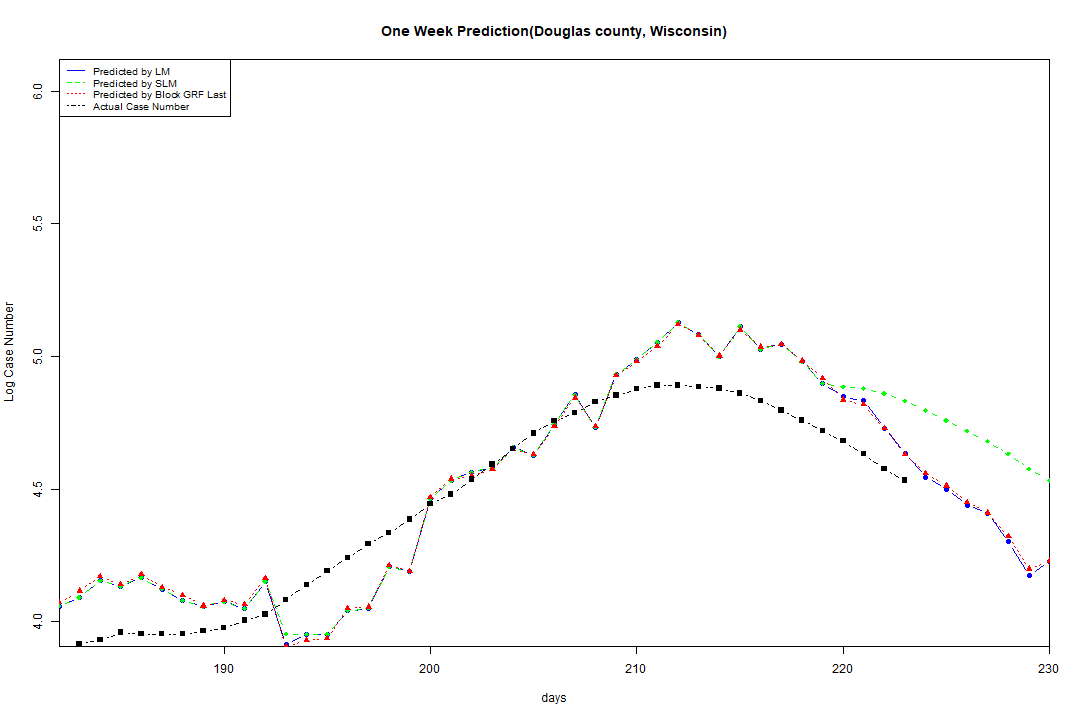 One Week Prediction(Douglas county, Wisconsin)
Predicted by LM
Predicted by SLM
Predicted by Block GRF Last
Actual Case Number
6.0
5.5
5.0
4.5
4.0
Log Case Number
190
200
210
220
230
days